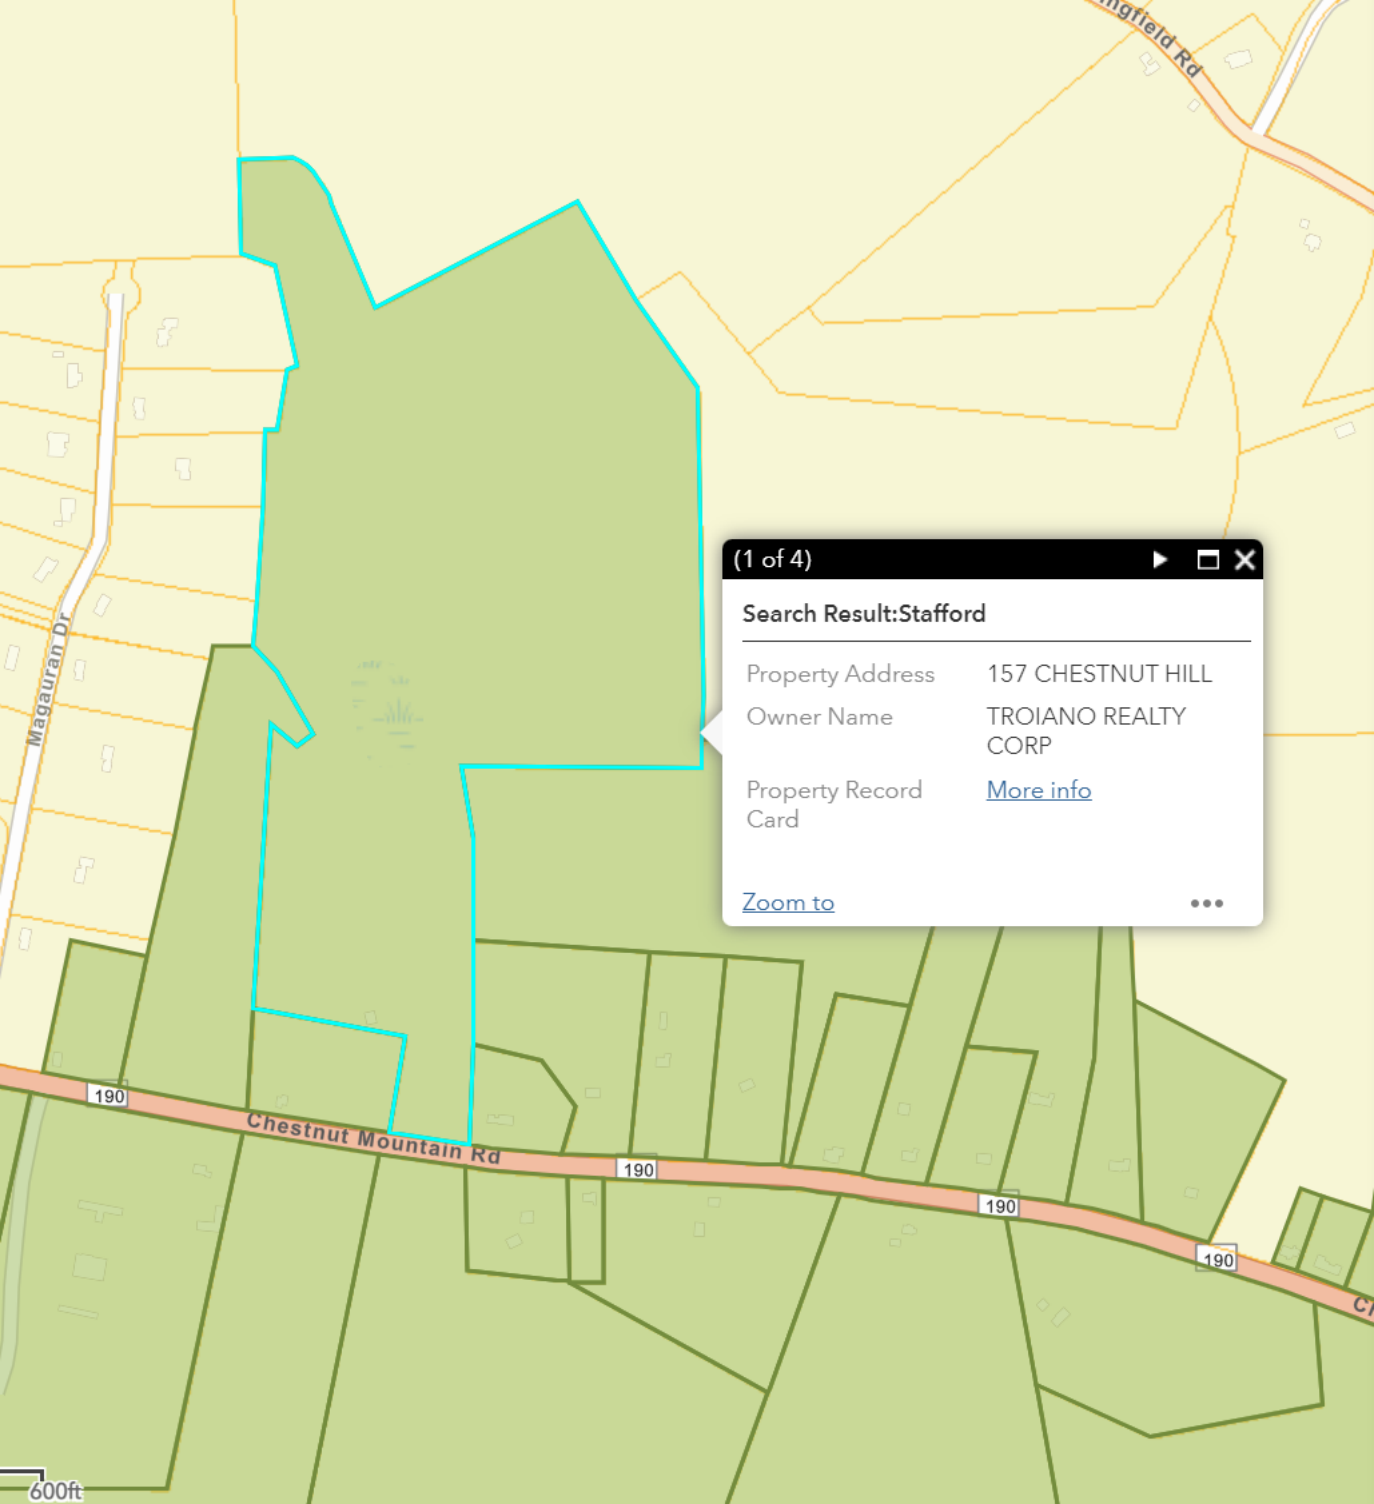 ngfield Rd
(1 of 4)
Search Result:Stafford
Property Address
157 CHESTNUT HILL
Owner Name
TROIANO REALTY
CORP
Property Record
Card
More info
Zoom to
Magauran Dr
190
Chestnut Mountain Rd
190
190
190
Ch
600ft